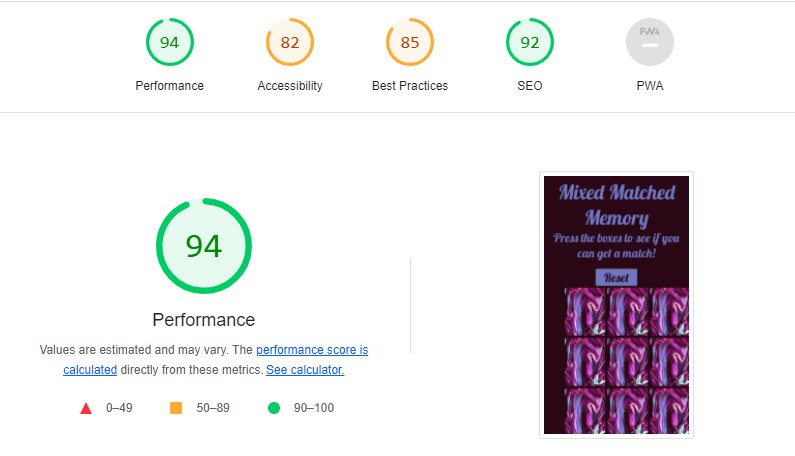 94
82
85
92
PWA
Performance
Accessibility
Best Practices
SEO
PWA
94
Performance
Values are estimated and may vary. The performance score is
calculated directly from these metrics. See calculator.
0–49
50–89
90–100
Mixed Matched
Memory
Press the boxes to see if you
can get a match!
Reset